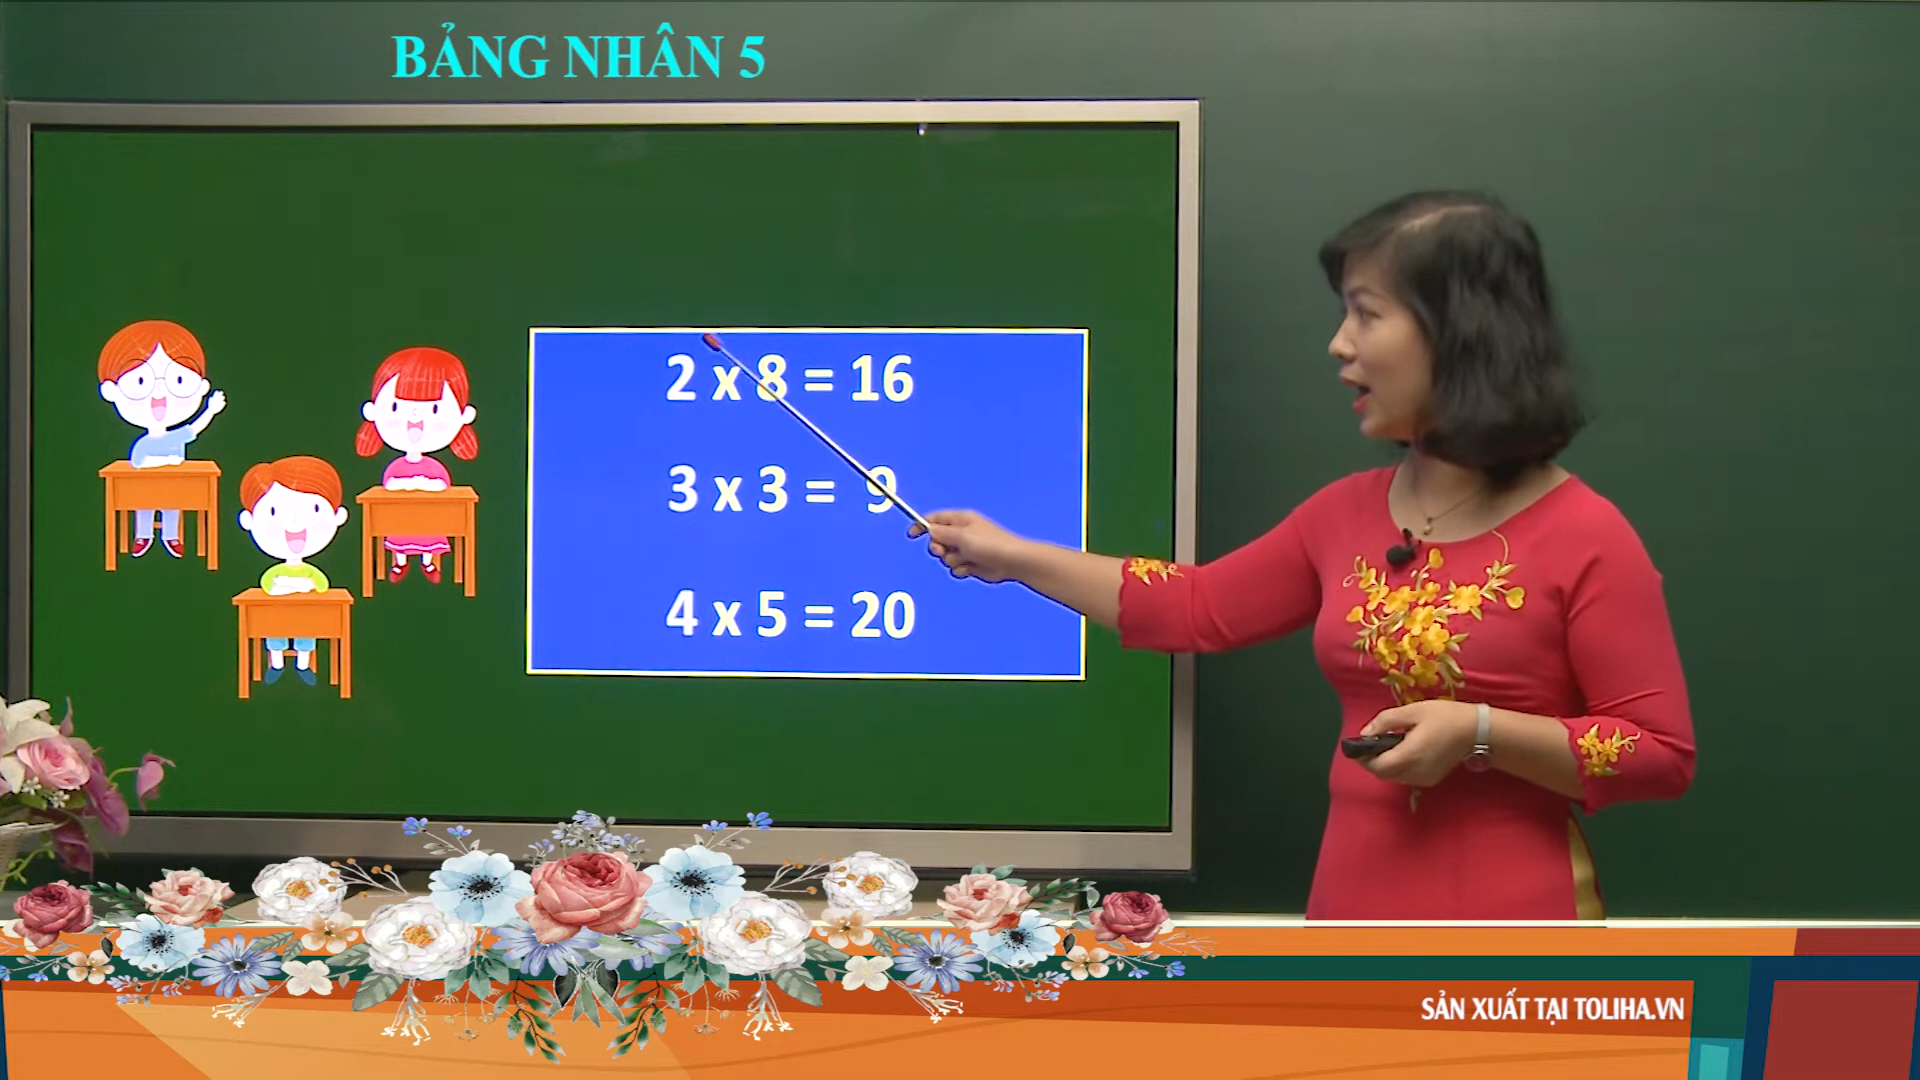 BẢNG NHÂN 5
2 x 8 = 16
3 x 3 = 9
4 x 5 = 20
SẢN XUẤT TẠI TOLIHA.VN